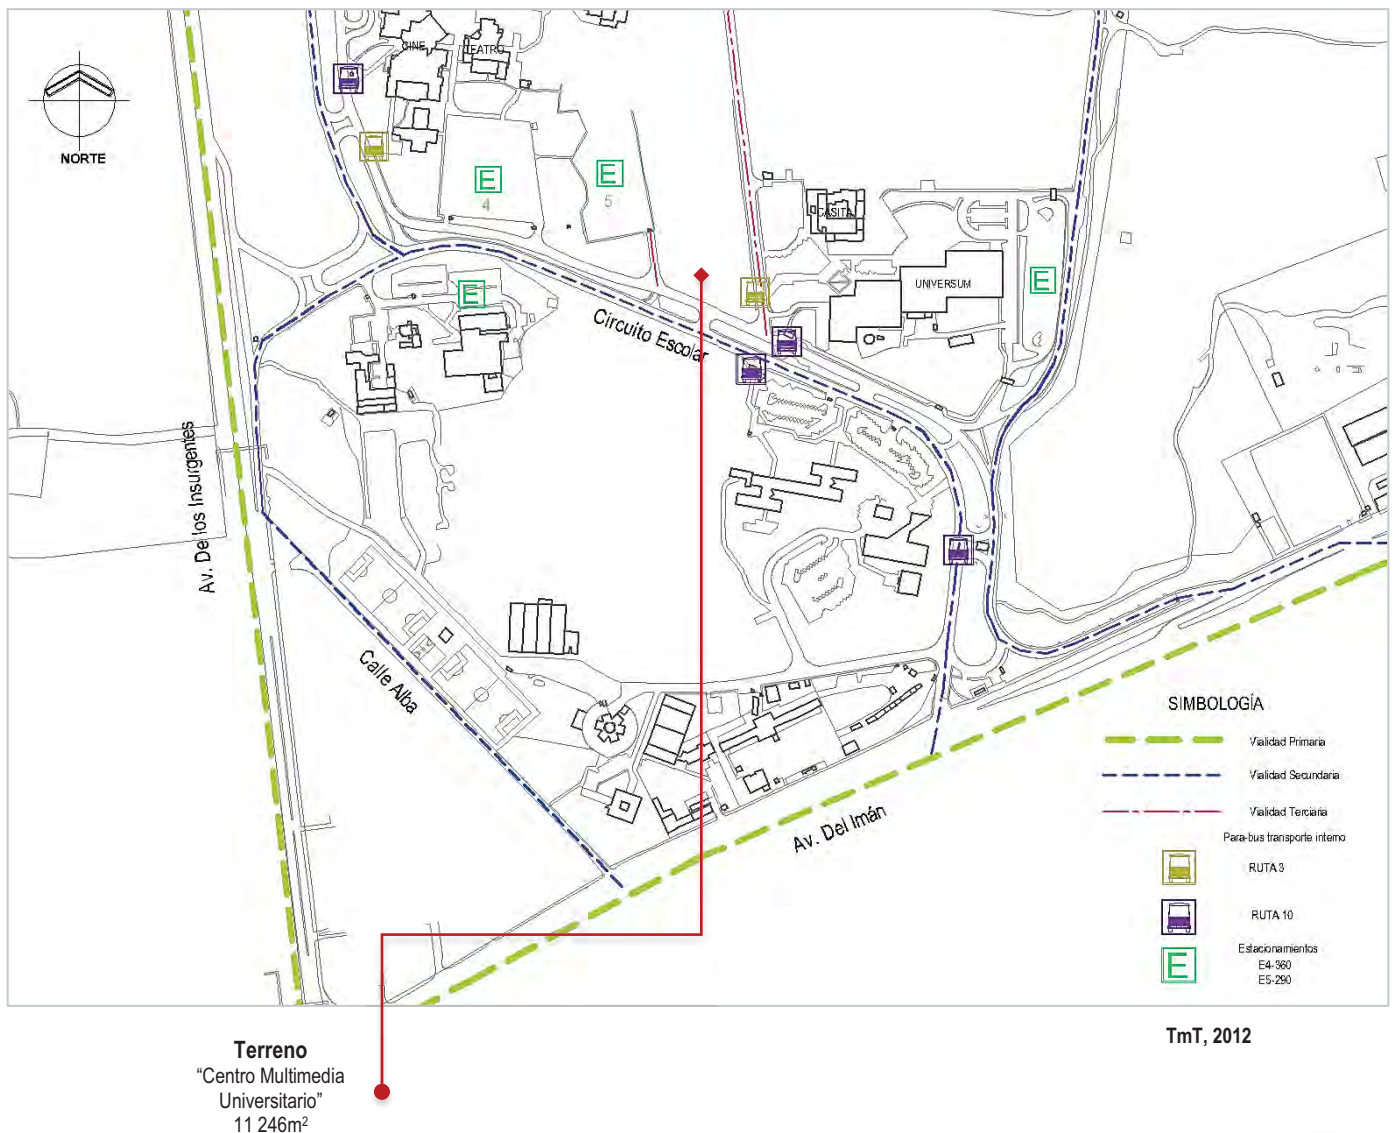 CINE
TEATRO
NORTE
E
4
E
5
CASITA
E
UNIVERSUM
E
Circuito Escolar
Av. De los Insurgentes
Calle Alba
Av. Del Imán
SIMBOLOGÍA
Vialidad Primaria
Vialidad Secundaria
Vialidad Terciaria
Para-bus transporte interno
RUTA 3
RUTA 10
E
Estacionamientos
E4-360
E5-290
TmT, 2012
Terreno
“Centro Multimedia
Universitario”
11 246m²